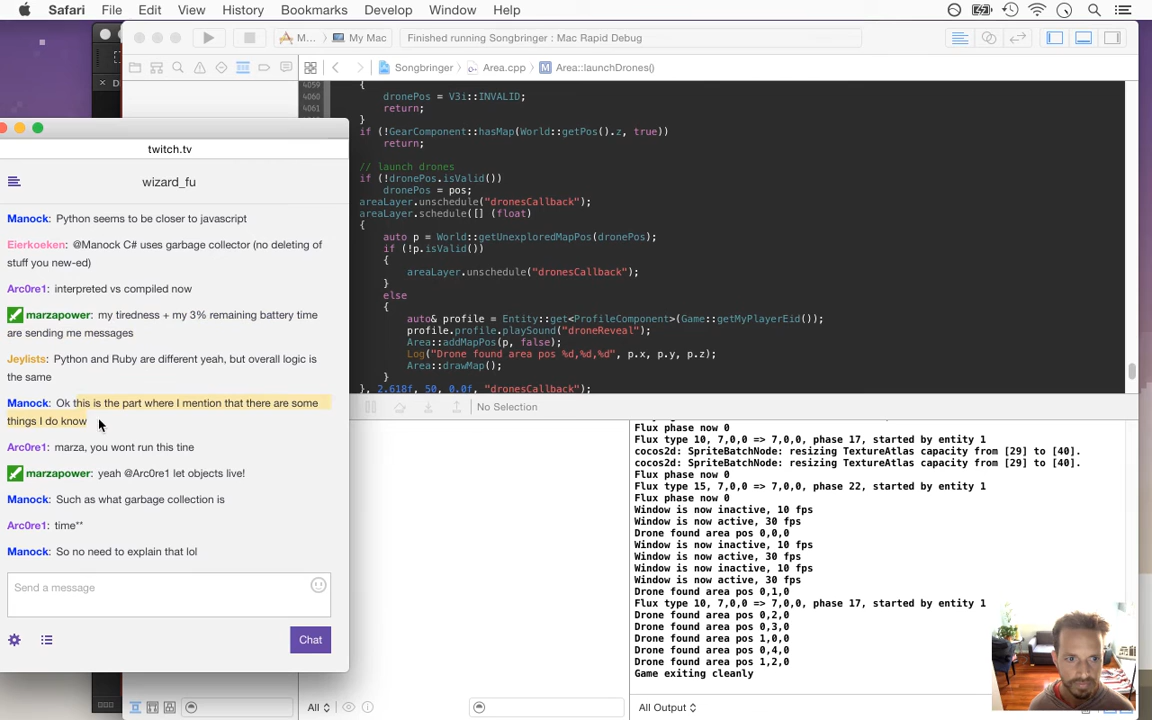 Safari File Edit View History Bookmarks Develop Window Help
M... My Mac Finished running Songbringer : Mac Rapid Debug
Songbringer Area.cpp M Area::launchDrones()
4059 {
4060 dronePos = V3i::INVALID;
4061 return;
}
if (!GearComponent::hasMap(World::getPos().z, true))
return;
// launch drones
if (!dronePos.isValid())
dronePos = pos;
areaLayer.unschedule("dronesCallback");
areaLayer.schedule([] (float)
{
auto p = World::getUnexploredMapPos(dronePos);
if (!p.isValid())
{
areaLayer.unschedule("dronesCallback");
}
else
{
auto& profile = Entity::get<ProfileComponent>(Game::getMyPlayerEid());
profile.profile.playSound("droneReveal");
Area::addMapPos(p, false);
Log("Drone found area pos %d,%d,%d", p.x, p.y, p.z);
Area::drawMap();
}
}, 2.618f, 50, 0.0f, "dronesCallback");
No Selection
twitch.tv
wizard_fu
Manock: Python seems to be closer to javascript
Eierkoeken: @Manock C# uses garbage collector (no deleting of
stuff you new-ed)
Arc0re1: interpreted vs compiled now
marzapower: my tiredness + my 3% remaining battery time
are sending me messages
Jeylists: Python and Ruby are different yeah, but overall logic is
the same
Manock: Ok this is the part where I mention that there are some
things I do know
Arc0re1: marza, you wont run this tine
marzapower: yeah @Arc0re1 let objects live!
Manock: Such as what garbage collection is
Arc0re1: time**
Manock: So no need to explain that lol
Send a message
Chat
Flux phase now 0
Flux type 10, 7,0,0 => 7,0,0, phase 17, started by entity 1
cocos2d: SpriteBatchNode: resizing TextureAtlas capacity from [29] to [40].
cocos2d: SpriteBatchNode: resizing TextureAtlas capacity from [29] to [40].
Flux phase now 0
Flux type 15, 7,0,0 => 7,0,0, phase 22, started by entity 1
Flux phase now 0
Window is now inactive, 10 fps
Window is now active, 30 fps
Drone found area pos 0,0,0
Window is now inactive, 10 fps
Window is now active, 30 fps
Window is now inactive, 10 fps
Window is now active, 30 fps
Drone found area pos 0,1,0
Flux type 10, 7,0,0 => 7,0,0, phase 17, started by entity 1
Drone found area pos 0,2,0
Drone found area pos 0,3,0
Drone found area pos 1,0,0
Drone found area pos 0,4,0
Drone found area pos 1,2,0
Game exiting cleanly
All
All Output